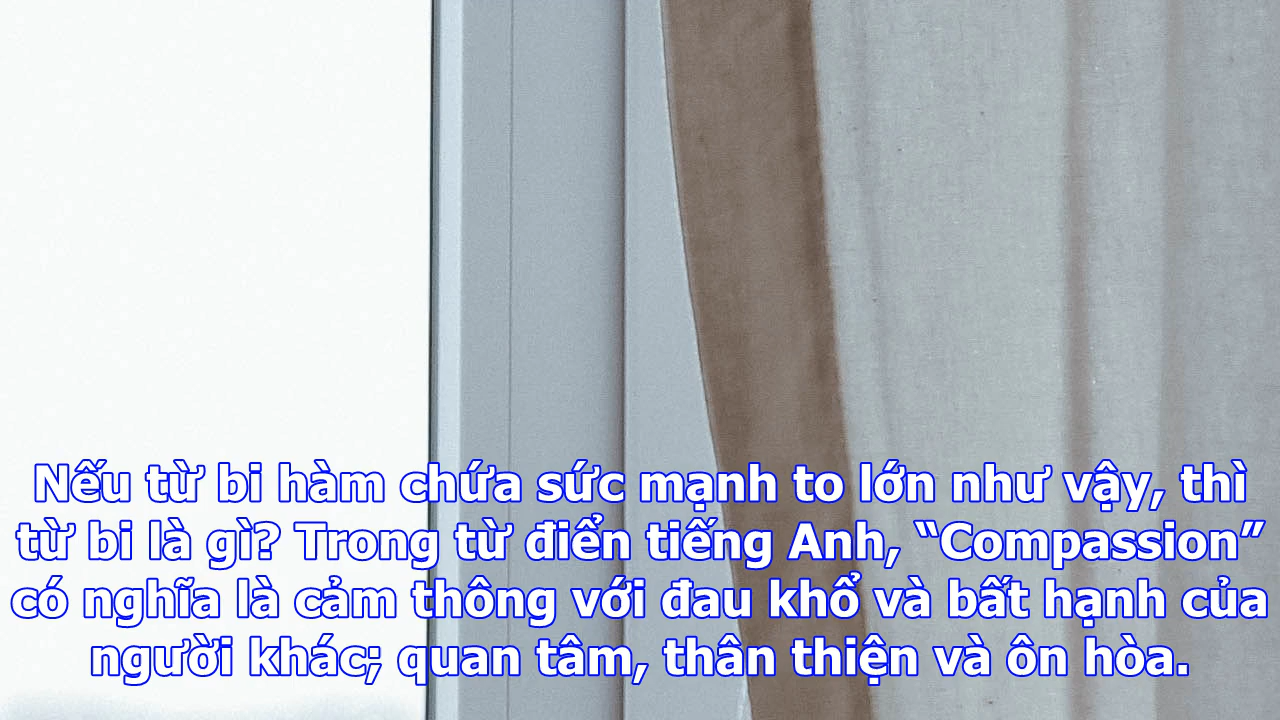 Nếu từ bi hàm chứa sức mạnh to lớn như vậy, thì
từ bi là gì? Trong từ điển tiếng Anh, “Compassion”
có nghĩa là cảm thông với đau khổ và bất hạnh của
người khác; quan tâm, thân thiện và ôn hòa.